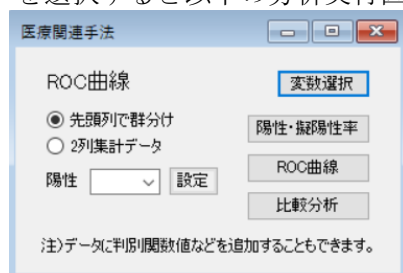 を選択すると以下の分析実行画
医療関連手法
ROC曲線
変数選択
先頭列で群分け
2列集計データ
陽性・擬陽性率
陽性
設定
ROC曲線
比較分析
注)データに判別関数値などを追加することもできます。